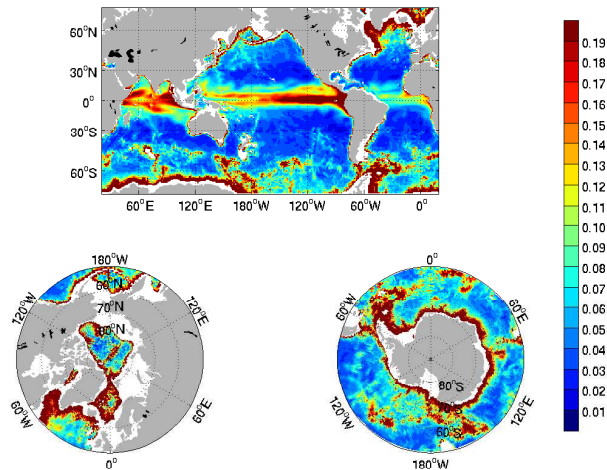 60°N
30°N
0°
30°S
60°S
60°E
120°E
180°W
120°W
60°W
0°
0.19
0.18
0.17
0.16
0.15
0.14
0.13
0.12
0.11
0.10
0.09
0.08
0.07
0.06
0.05
0.04
0.03
0.02
0.01
180°W
120°W
120°E
60°N
70°N
80°N
60°W
60°E
0°
0°
60°W
60°E
120°W
120°E
80°S
70°S
60°S
180°W